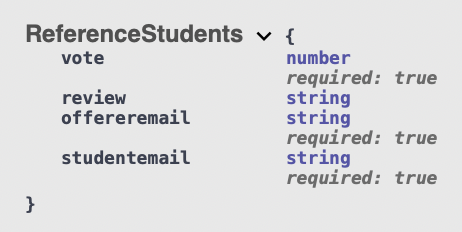 ReferenceStudents {
vote number
required: true
review string
offereremail string
required: true
studentemail string
required: true
}